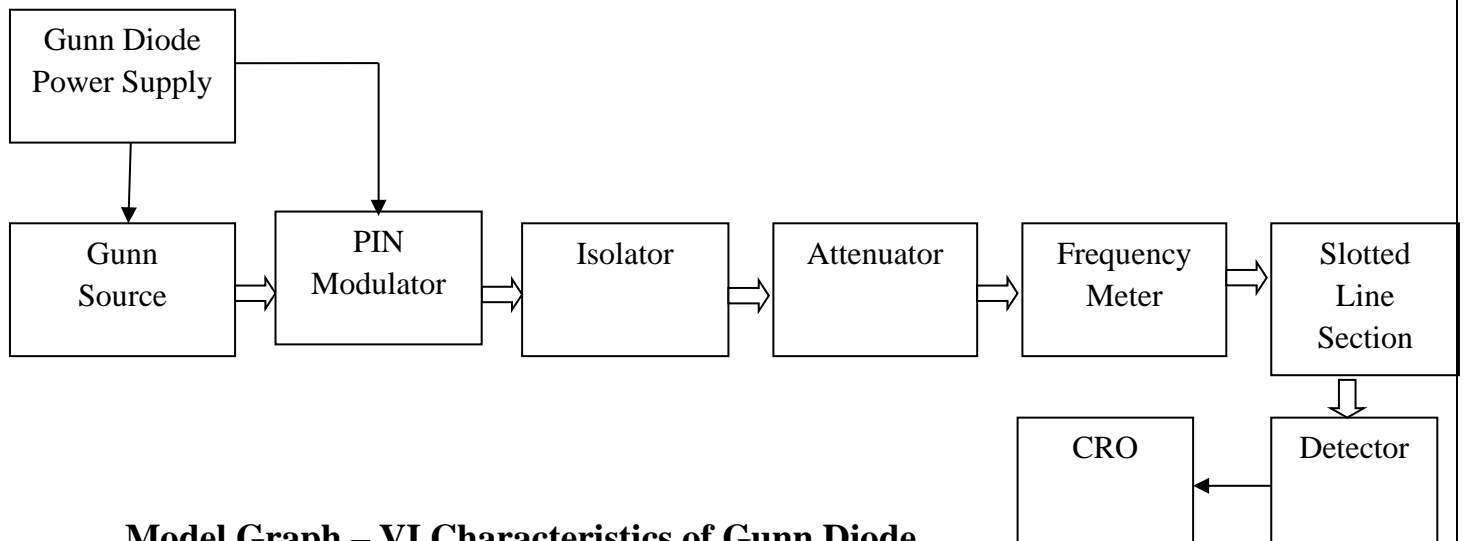 Gunn Diode
Power Supply
Gunn
Source
PIN
Modulator
Isolator
Attenuator
Frequency
Meter
Slotted
Line
Section
CRO
Detector
Model Graph – VI Characteristics of Gunn Diode